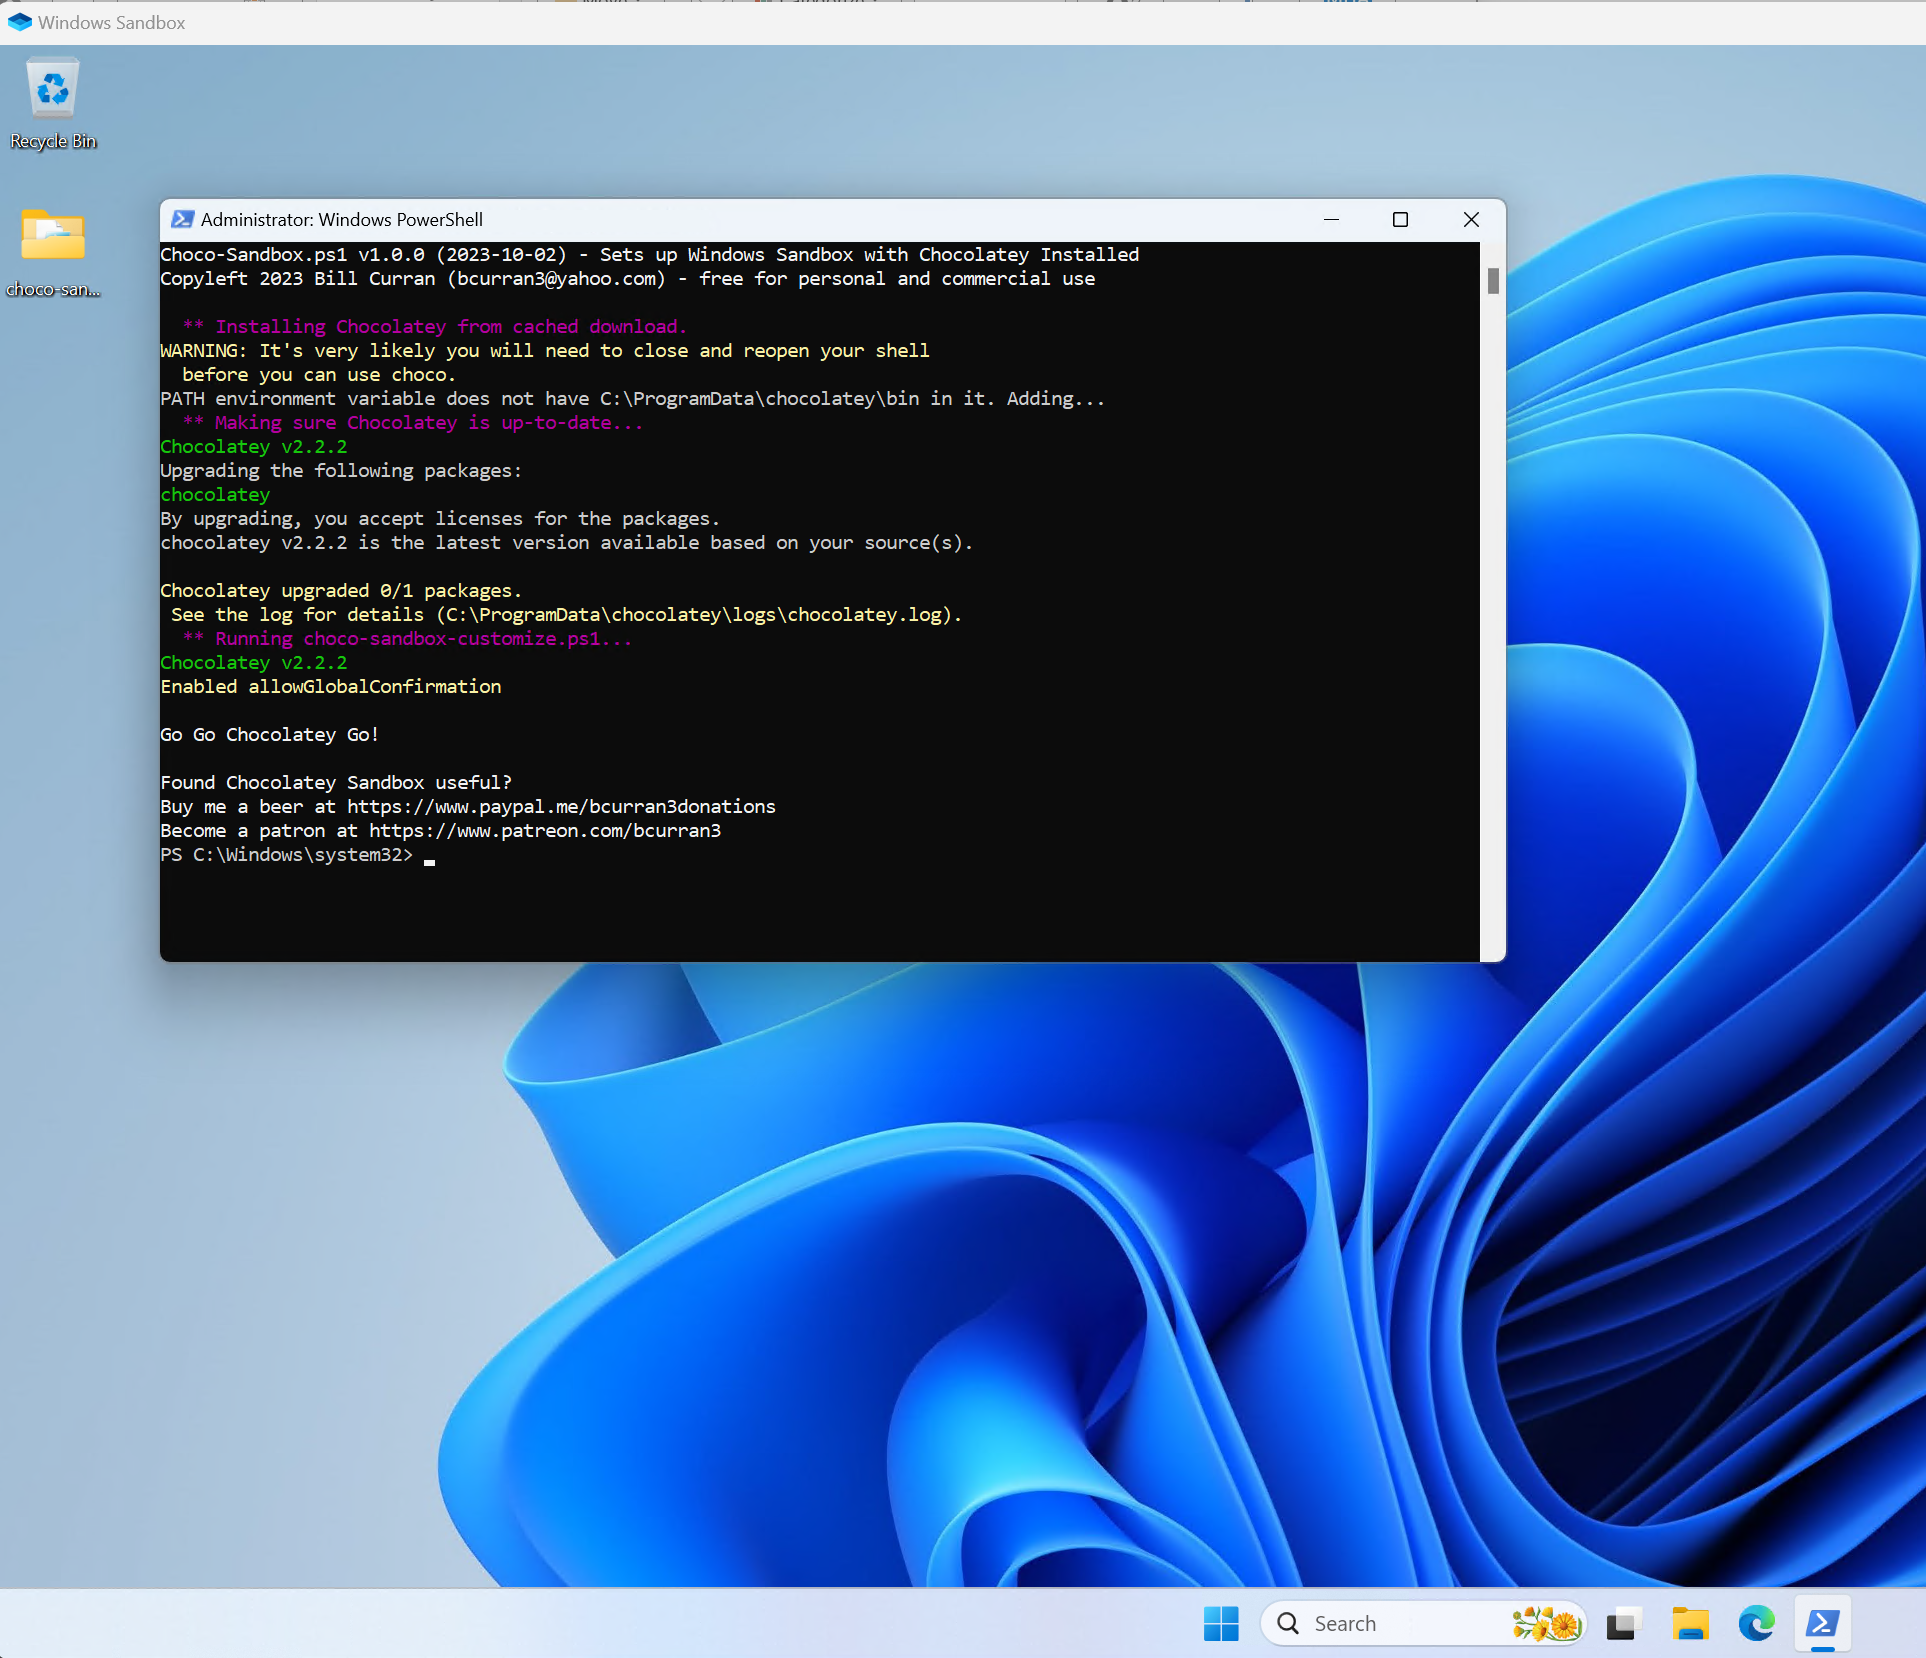 Windows Sandbox
Recycle Bin
choco-san...
Administrator: Windows PowerShell
Choco-Sandbox.ps1 v1.0.0 (2023-10-02) - Sets up Windows Sandbox with Chocolatey Installed
Copyleft 2023 Bill Curran (bcurran3@yahoo.com) - free for personal and commercial use
** Installing Chocolatey from cached download.
WARNING: It's very likely you will need to close and reopen your shell
before you can use choco.
PATH environment variable does not have C:\ProgramData\chocolatey\bin in it. Adding...
** Making sure Chocolatey is up-to-date...
Chocolatey v2.2.2
Upgrading the following packages:
chocolatey
By upgrading, you accept licenses for the packages.
chocolatey v2.2.2 is the latest version available based on your source(s).
Chocolatey upgraded 0/1 packages.
See the log for details (C:\ProgramData\chocolatey\logs\chocolatey.log).
** Running choco-sandbox-customize.ps1...
Chocolatey v2.2.2
Enabled allowGlobalConfirmation
Go Go Chocolatey Go!
Found Chocolatey Sandbox useful?
Buy me a beer at https://www.paypal.me/bcurran3donations
Become a patron at https://www.patreon.com/bcurran3
PS C:\Windows\system32>
Search